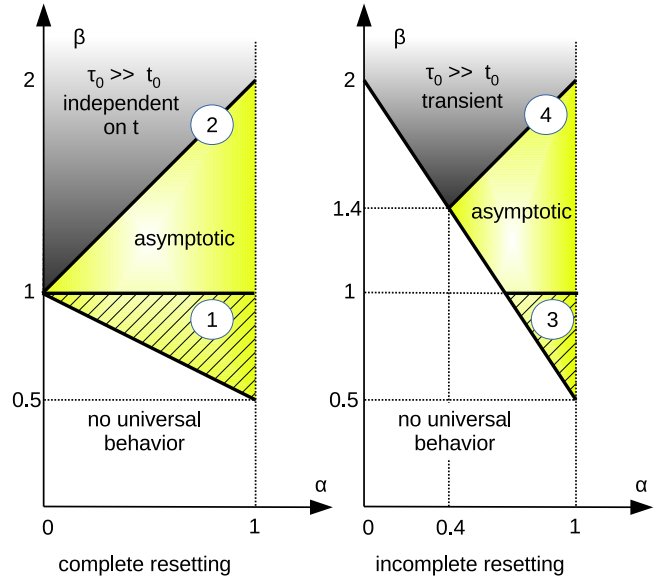 β
2
τ₀ >> t₀
independent
on t
2
asymptotic
1
1
0.5
no universal
behavior
α
0
1
complete resetting
β
2
τ₀ >> t₀
transient
4
1.4
asymptotic
1
3
0.5
no universal
behavior
α
0
0.4
1
incomplete resetting